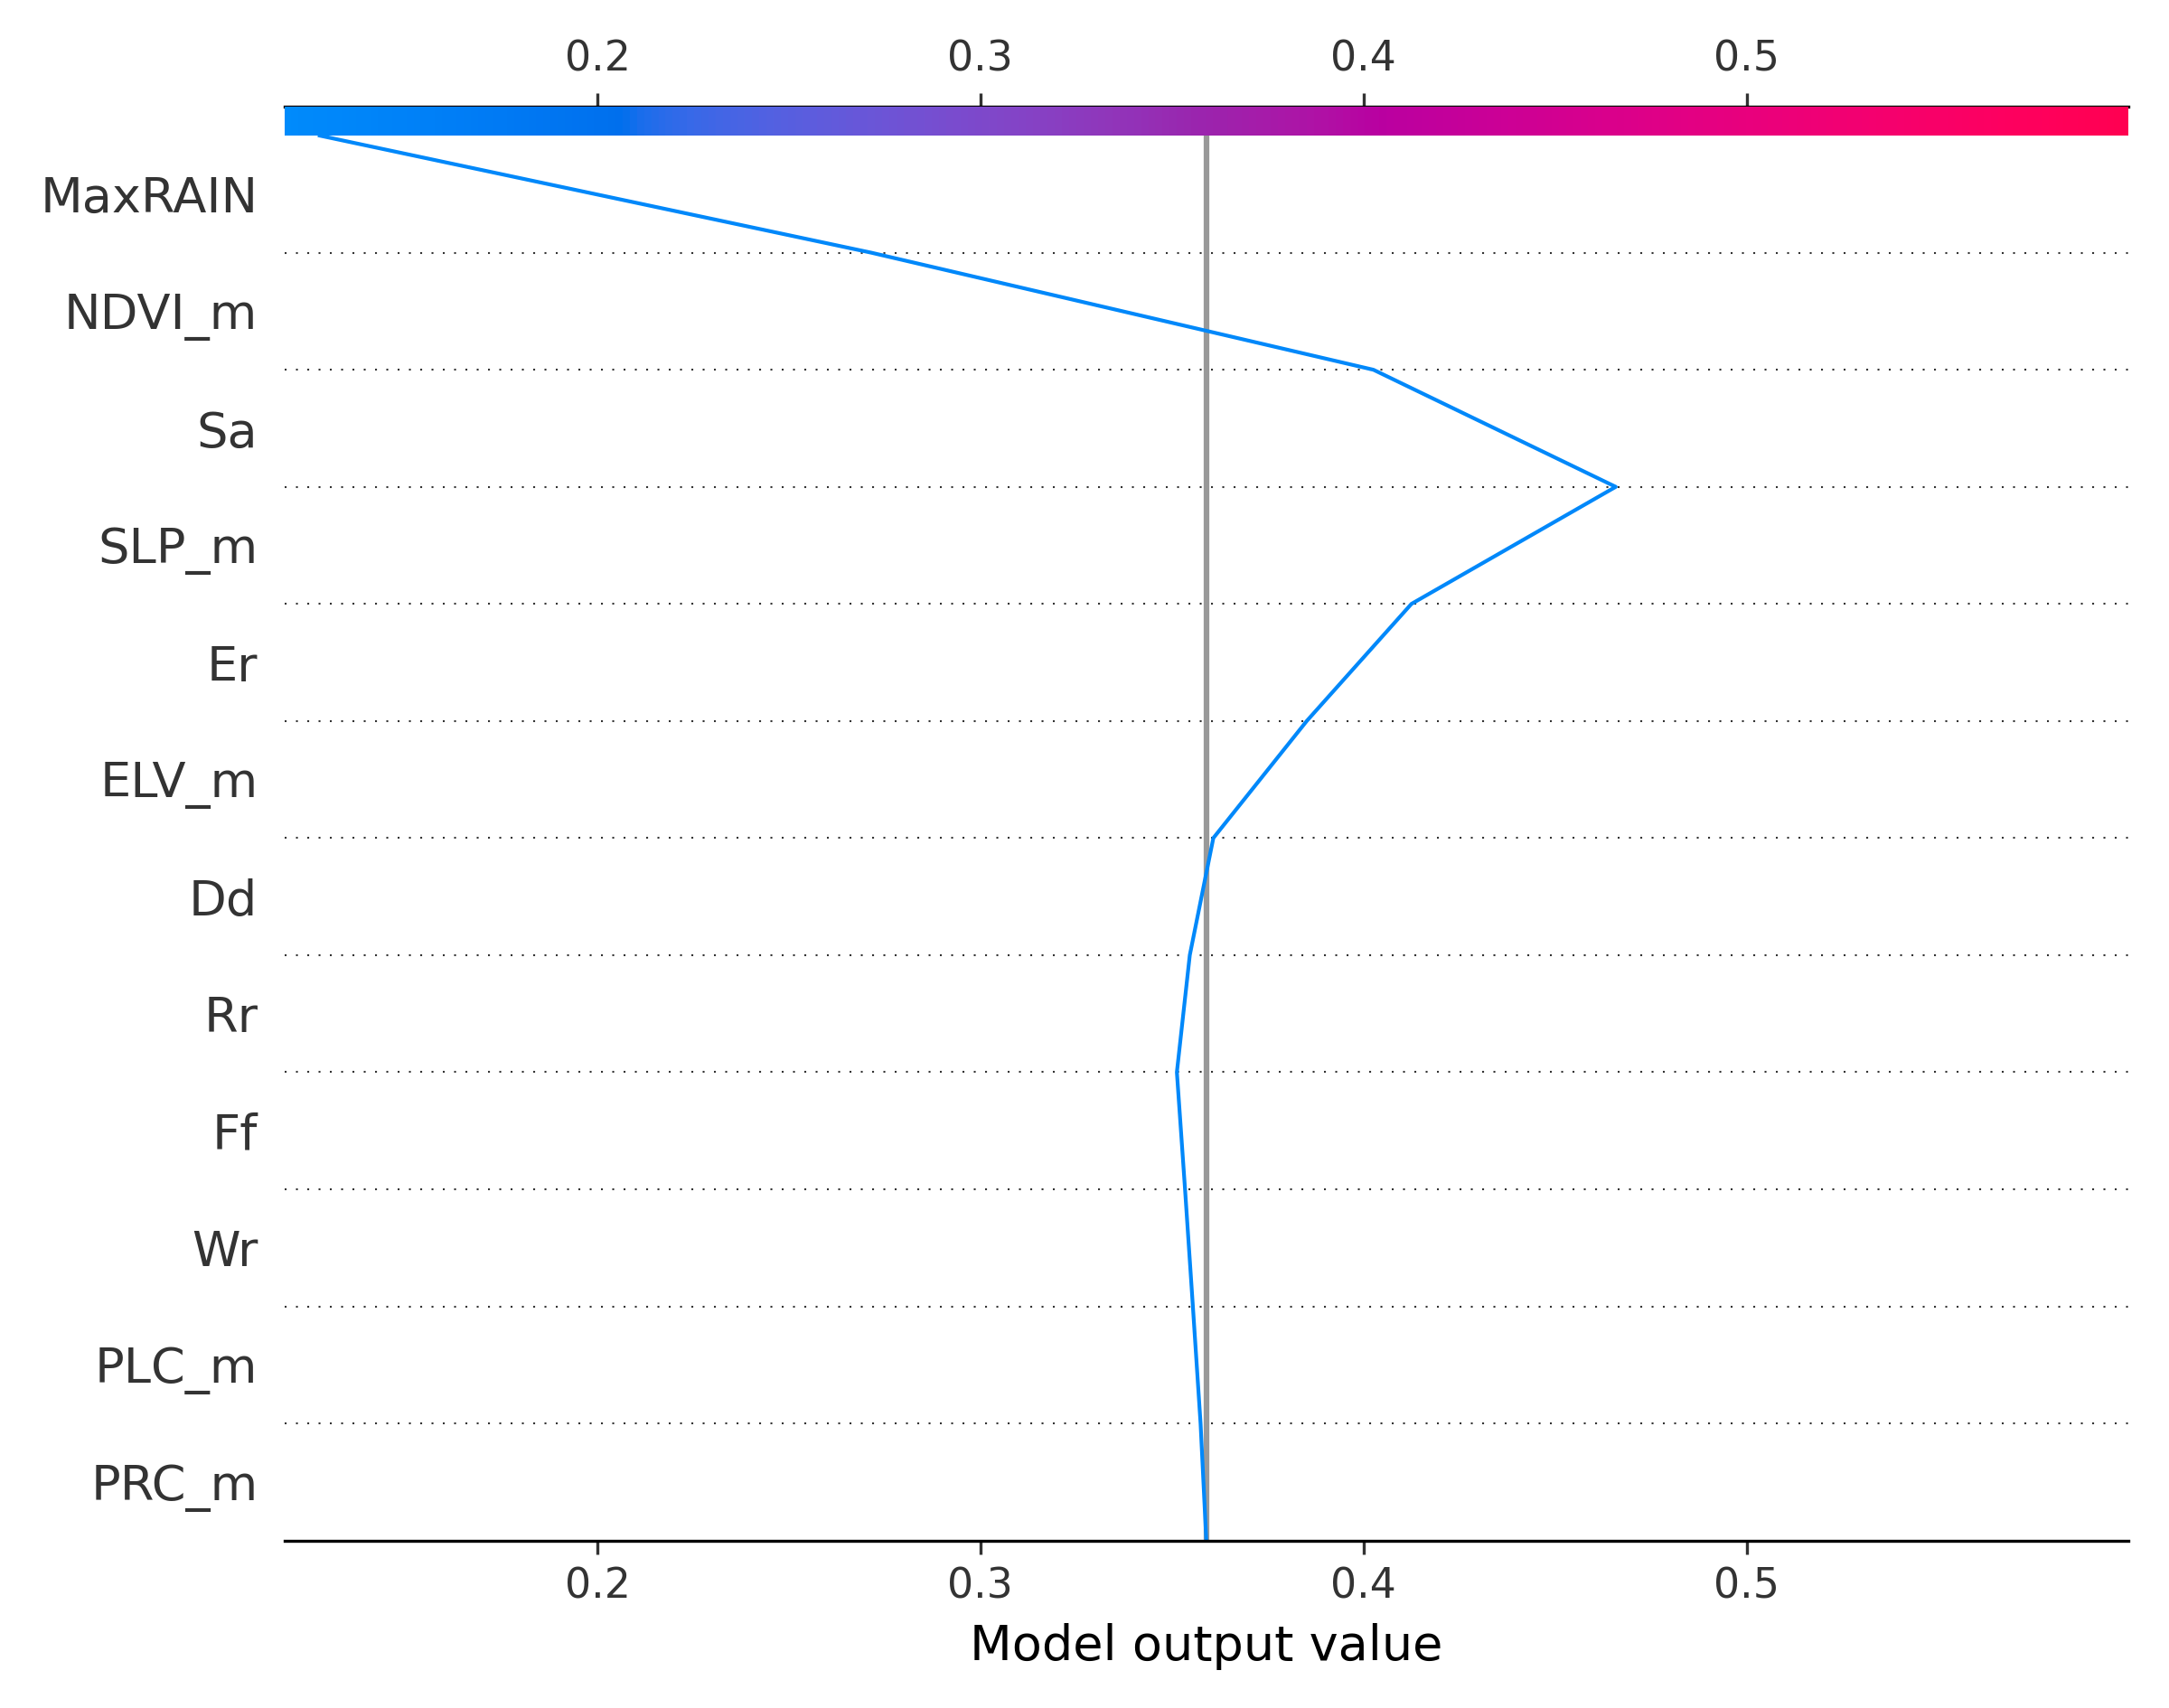 0.2 0.3 0.4 0.5
MaxRAIN
NDVI_m
Sa
SLP_m
Er
ELV_m
Dd
Rr
Ff
Wr
PLC_m
PRC_m
0.2 0.3 0.4 0.5
Model output value